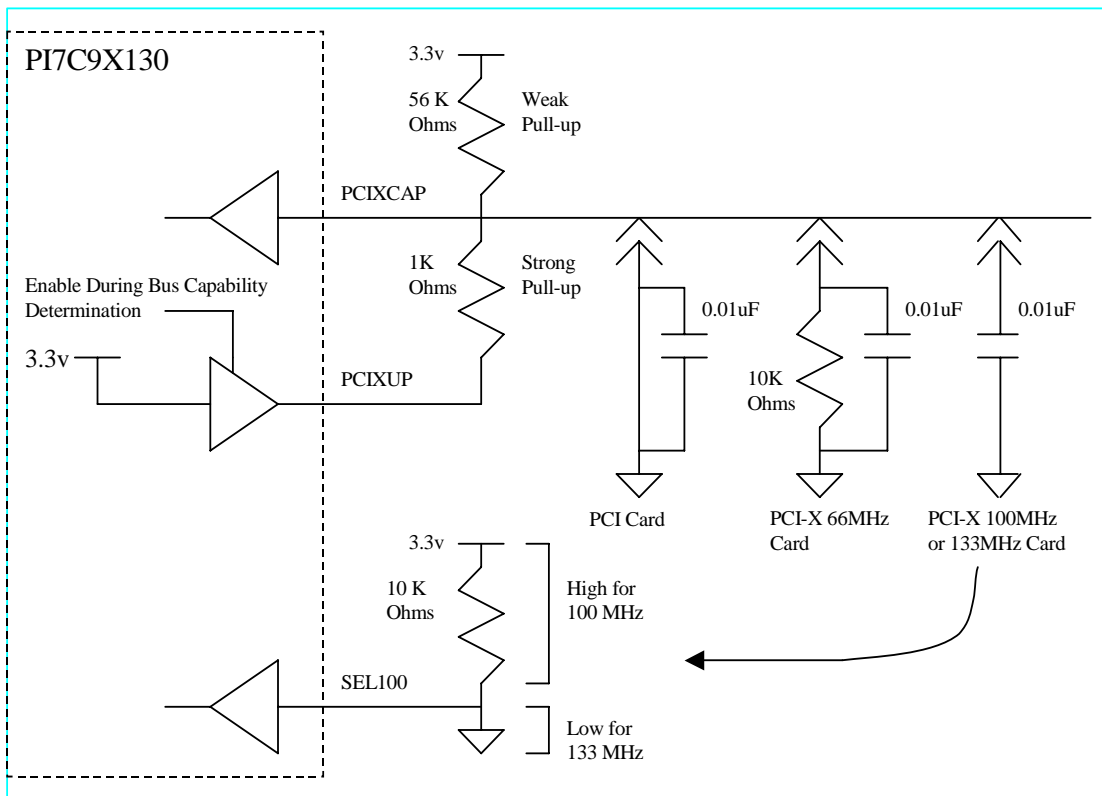 PI7C9X130
3.3v
56 K
Ohms
Weak
Pull-up
PCIXCAP
1K
Ohms
Strong
Pull-up
Enable During Bus Capability
Determination
3.3v
PCIXUP
0.01uF
0.01uF
0.01uF
10K
Ohms
PCI Card
PCI-X 66MHz
Card
PCI-X 100MHz
or 133MHz Card
3.3v
10 K
Ohms
High for
100 MHz
SEL100
Low for
133 MHz